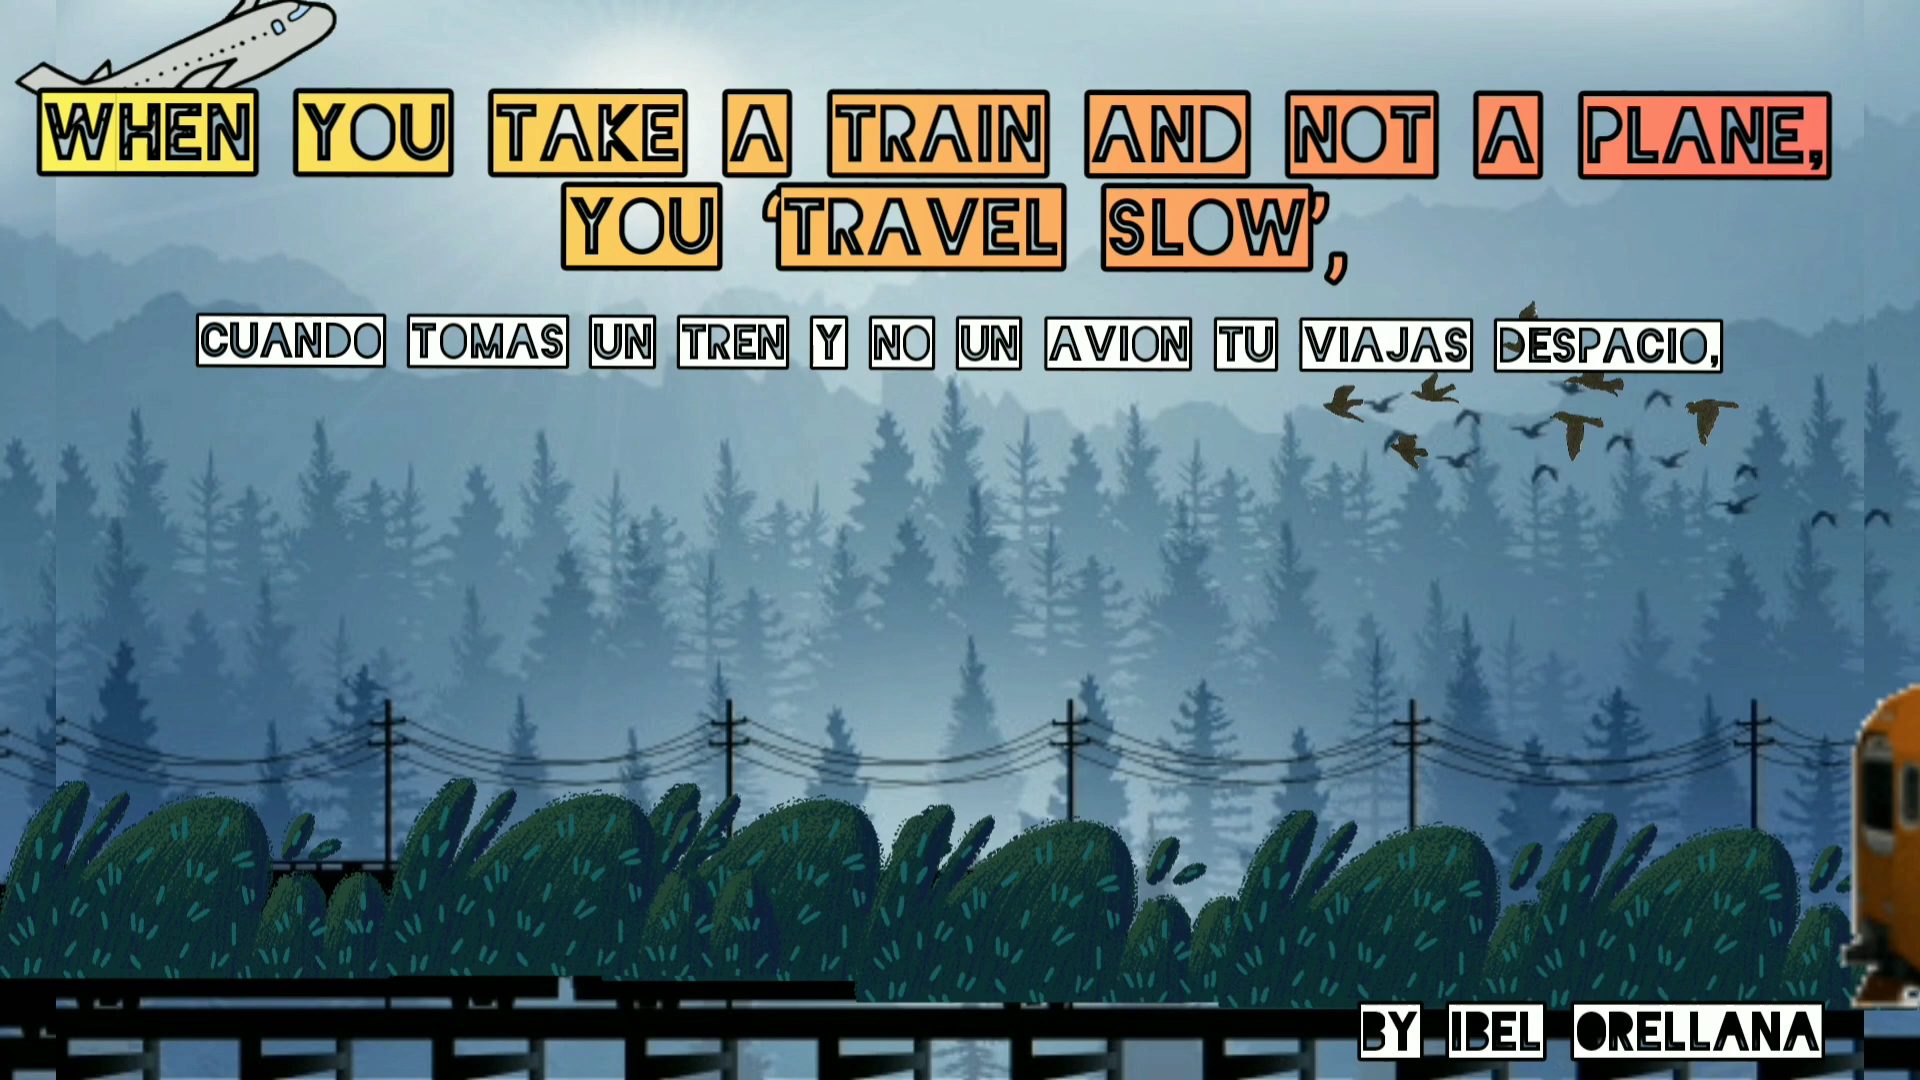 WHEN YOU TAKE A TRAIN AND NOT A PLANE,
YOU ‘TRAVEL SLOW’,
CUANDO TOMAS UN TREN Y NO UN AVION TU VIAJAS DESPACIO,
BY IBEL ORELLANA